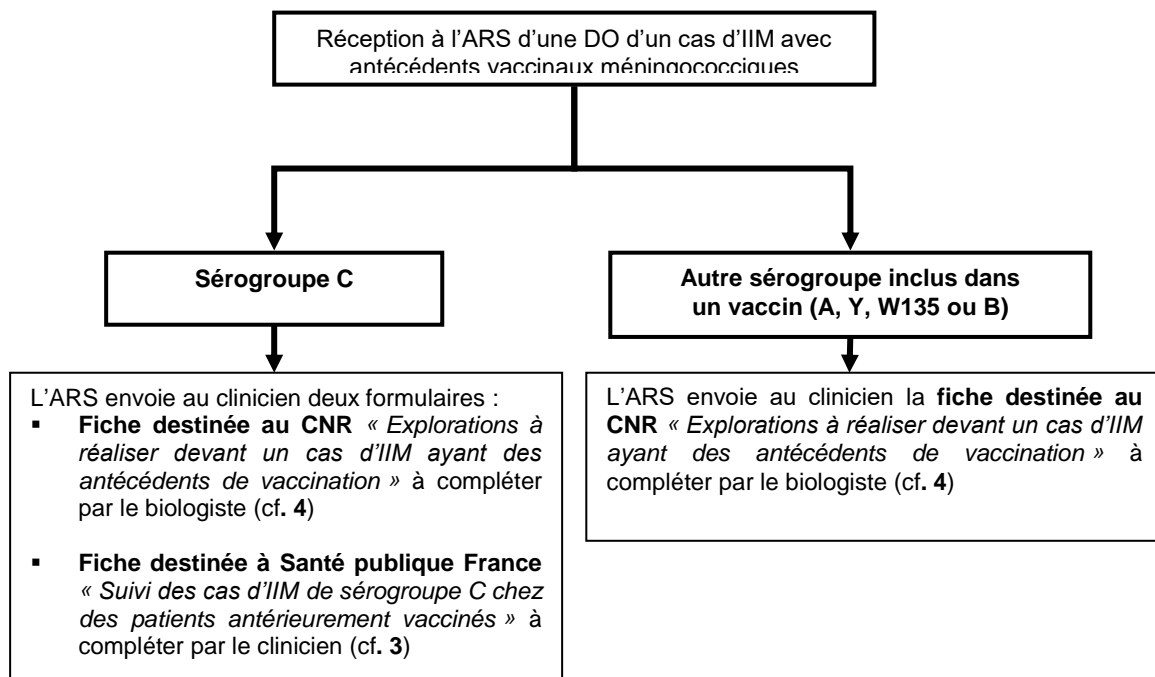 Réception à l’ARS d’une DO d’un cas d’IIM avec
antécédents vaccinaux méningococciques
Sérogroupe C
Autre sérogroupe inclus dans
un vaccin (A, Y, W135 ou B)
L’ARS envoie au clinicien deux formulaires :
▪ Fiche destinée au CNR « Explorations à
réaliser devant un cas d’IIM ayant des
antécédents de vaccination » à compléter
par le biologiste (cf. 4)
▪ Fiche destinée à Santé publique France
« Suivi des cas d’IIM de sérogroupe C chez
des patients antérieurement vaccinés » à
compléter par le clinicien (cf. 3)
L’ARS envoie au clinicien la fiche destinée au
CNR « Explorations à réaliser devant un cas d’IIM
ayant des antécédents de vaccination » à
compléter par le biologiste (cf. 4)